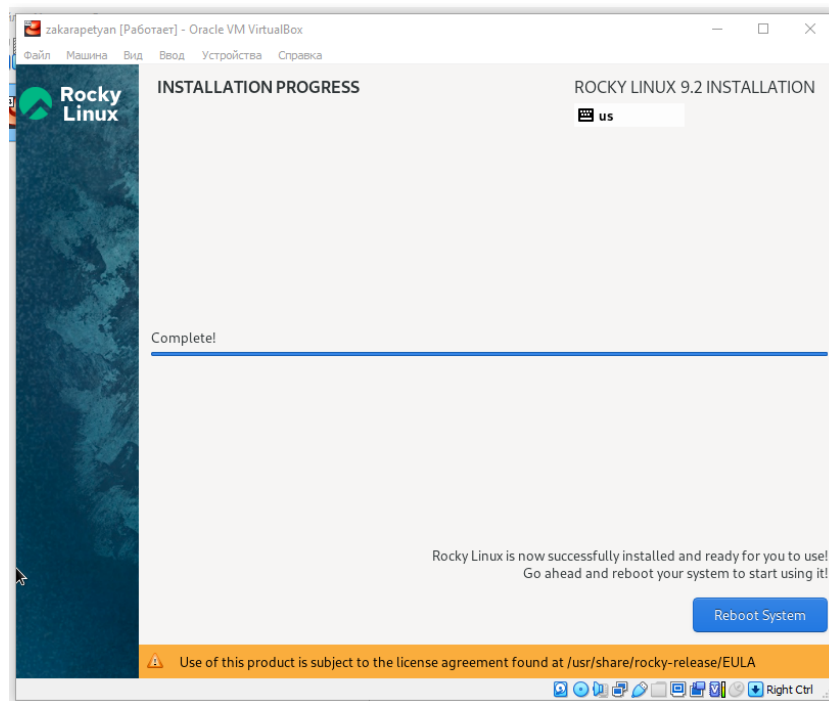 zakarapetyan [Работает] - Oracle VM VirtualBox
Файл Машина Вид Ввод Устройства Справка
Rocky
Linux
INSTALLATION PROGRESS
ROCKY LINUX 9.2 INSTALLATION
us
Complete!
Rocky Linux is now successfully installed and ready for you to use!
Go ahead and reboot your system to start using it!
Reboot System
Use of this product is subject to the license agreement found at /usr/share/rocky-release/EULA
Right Ctrl